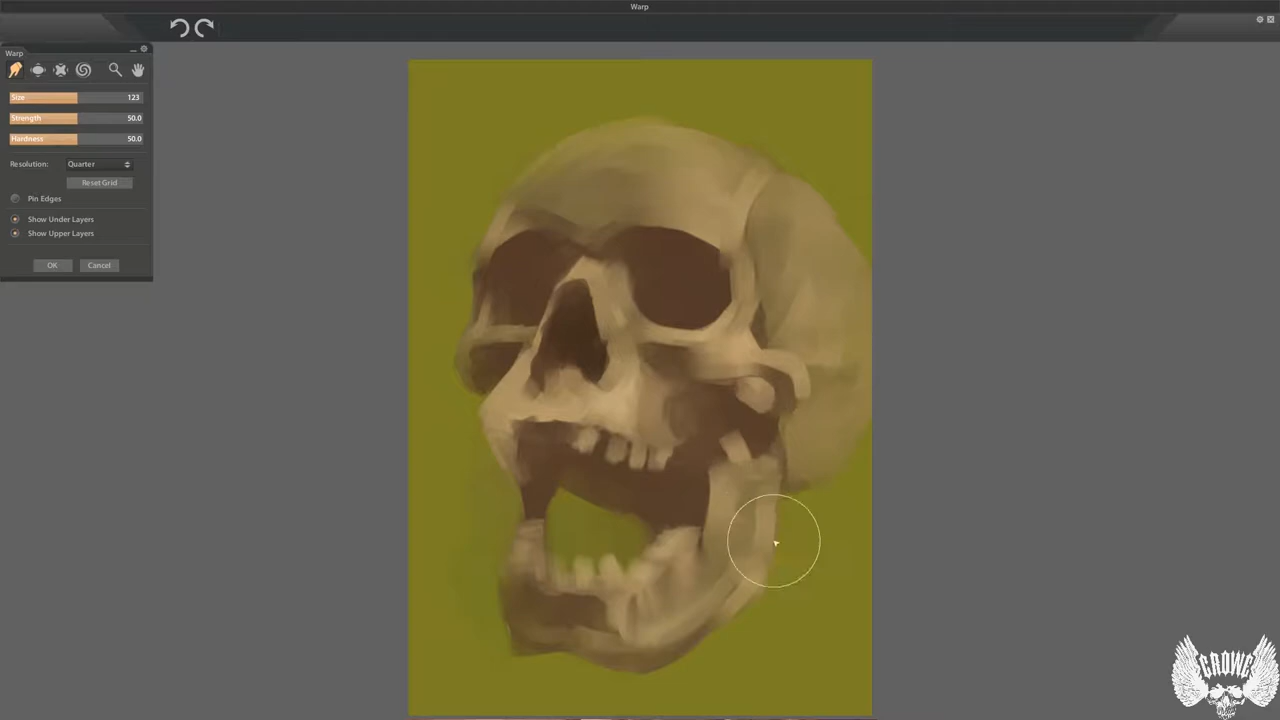 Warp
Warp
Size 123
Strength 50.0
Hardness 50.0
Resolution: Quarter
Reset Grid
Pin Edges
Show Under Layers
Show Upper Layers
OK Cancel
CROWE